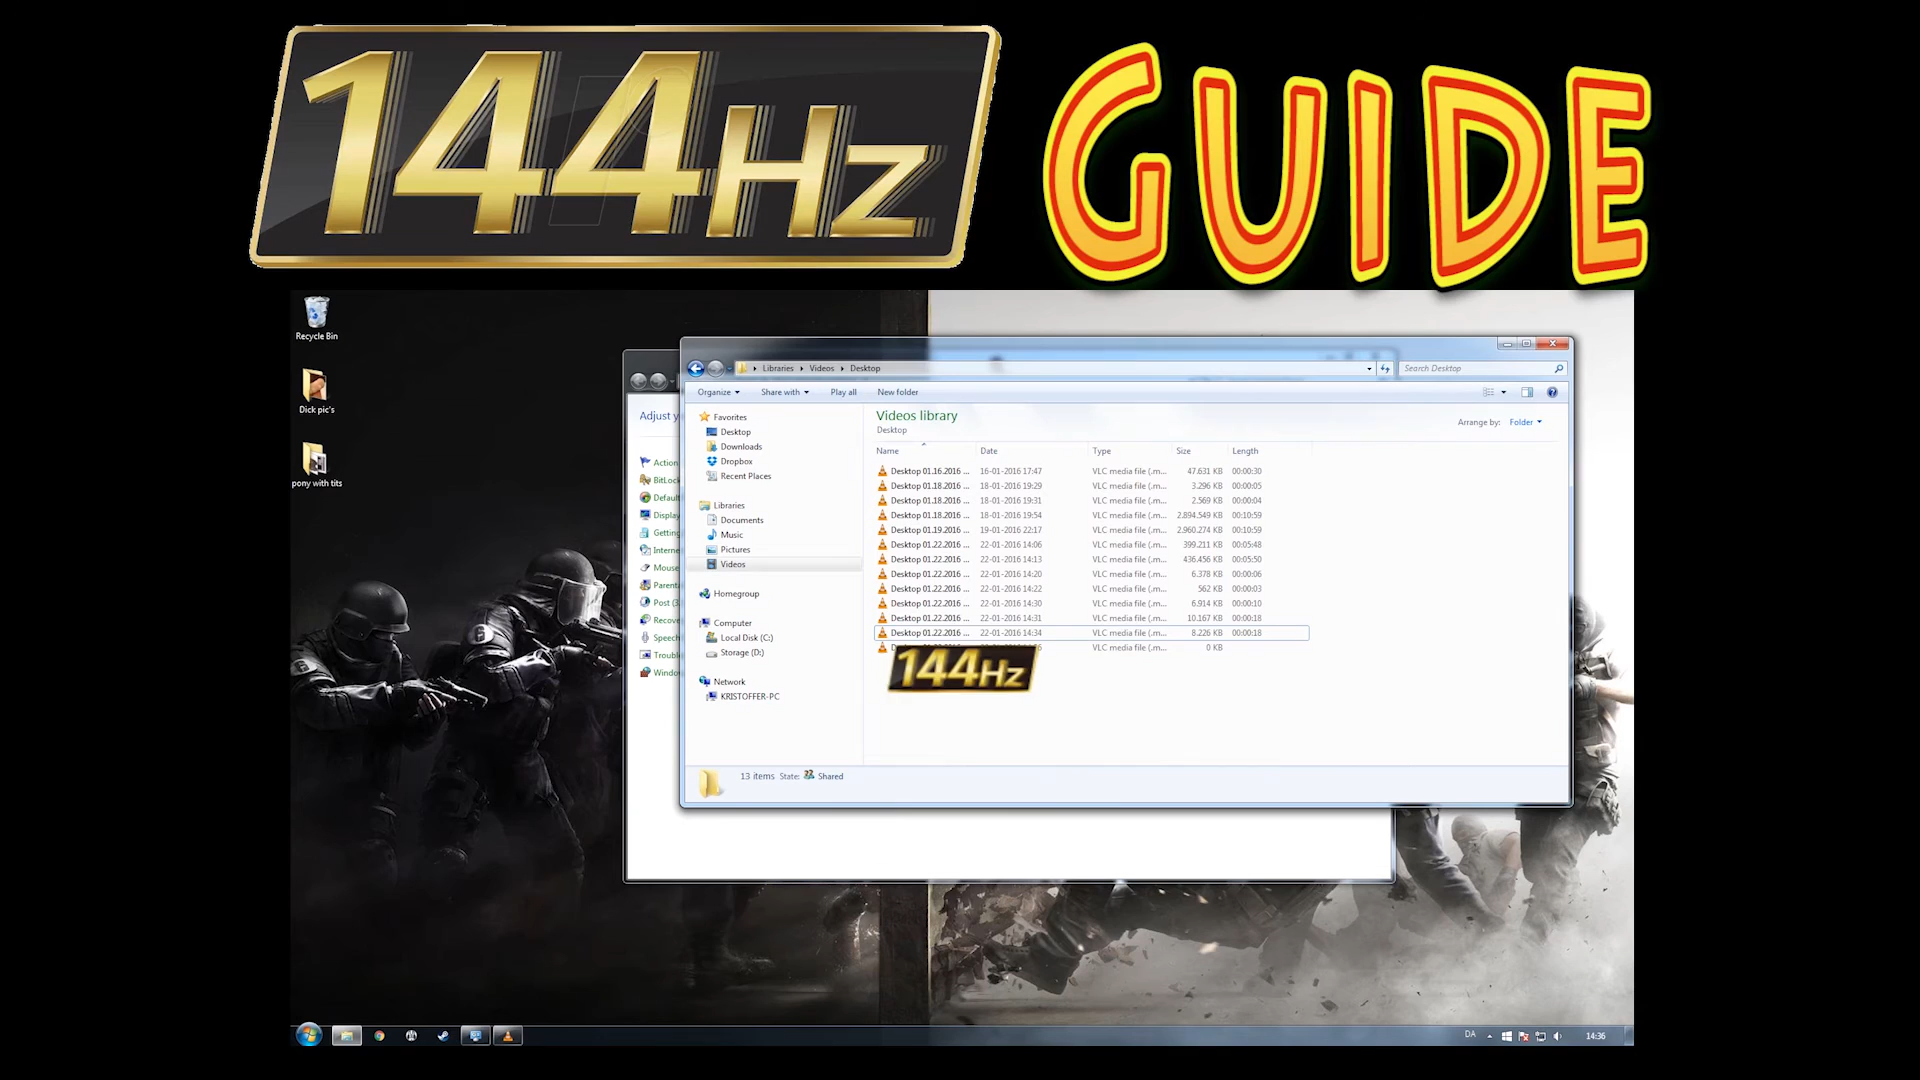 144Hz GUIDE
Recycle Bin
Dick pic's
pony with tits
Libraries Videos Desktop
Search Desktop
Organize Share with Play all New folder
Adjust y
Action
BitLock
Default
Display
Getting
Interne
Mouse
Parenta
Post (3
Recove
Speech
Troubl
Window
Favorites
Desktop
Downloads
Dropbox
Recent Places
Libraries
Documents
Music
Pictures
Videos
Homegroup
Computer
Local Disk (C:)
Storage (D:)
Network
KRISTOFFER-PC
Videos library
Desktop
Arrange by: Folder
Name Date Type Size Length
Desktop 01.16.2016 ... 16-01-2016 17:47 VLC media file (.m... 47.631 KB 00:00:30
Desktop 01.18.2016 ... 18-01-2016 19:29 VLC media file (.m... 3.296 KB 00:00:05
Desktop 01.18.2016 ... 18-01-2016 19:31 VLC media file (.m... 2.569 KB 00:00:04
Desktop 01.18.2016 ... 18-01-2016 19:54 VLC media file (.m... 2.894.549 KB 00:10:59
Desktop 01.19.2016 ... 19-01-2016 22:17 VLC media file (.m... 2.960.274 KB 00:10:59
Desktop 01.22.2016 ... 22-01-2016 14:06 VLC media file (.m... 399.211 KB 00:05:48
Desktop 01.22.2016 ... 22-01-2016 14:13 VLC media file (.m... 436.456 KB 00:05:50
Desktop 01.22.2016 ... 22-01-2016 14:20 VLC media file (.m... 6.378 KB 00:00:06
Desktop 01.22.2016 ... 22-01-2016 14:22 VLC media file (.m... 562 KB 00:00:03
Desktop 01.22.2016 ... 22-01-2016 14:30 VLC media file (.m... 6.914 KB 00:00:10
Desktop 01.22.2016 ... 22-01-2016 14:31 VLC media file (.m... 10.167 KB 00:00:18
Desktop 01.22.2016 ... 22-01-2016 14:34 VLC media file (.m... 8.226 KB 00:00:18
VLC media file (.m... 0 KB
144Hz
13 items State: Shared
DA 14:36